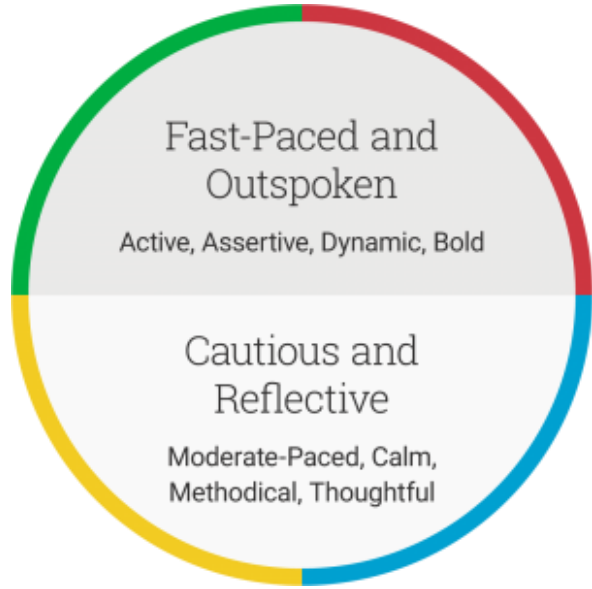 Fast-Paced and
Outspoken
Active, Assertive, Dynamic, Bold
Cautious and
Reflective
Moderate-Paced, Calm,
Methodical, Thoughtful